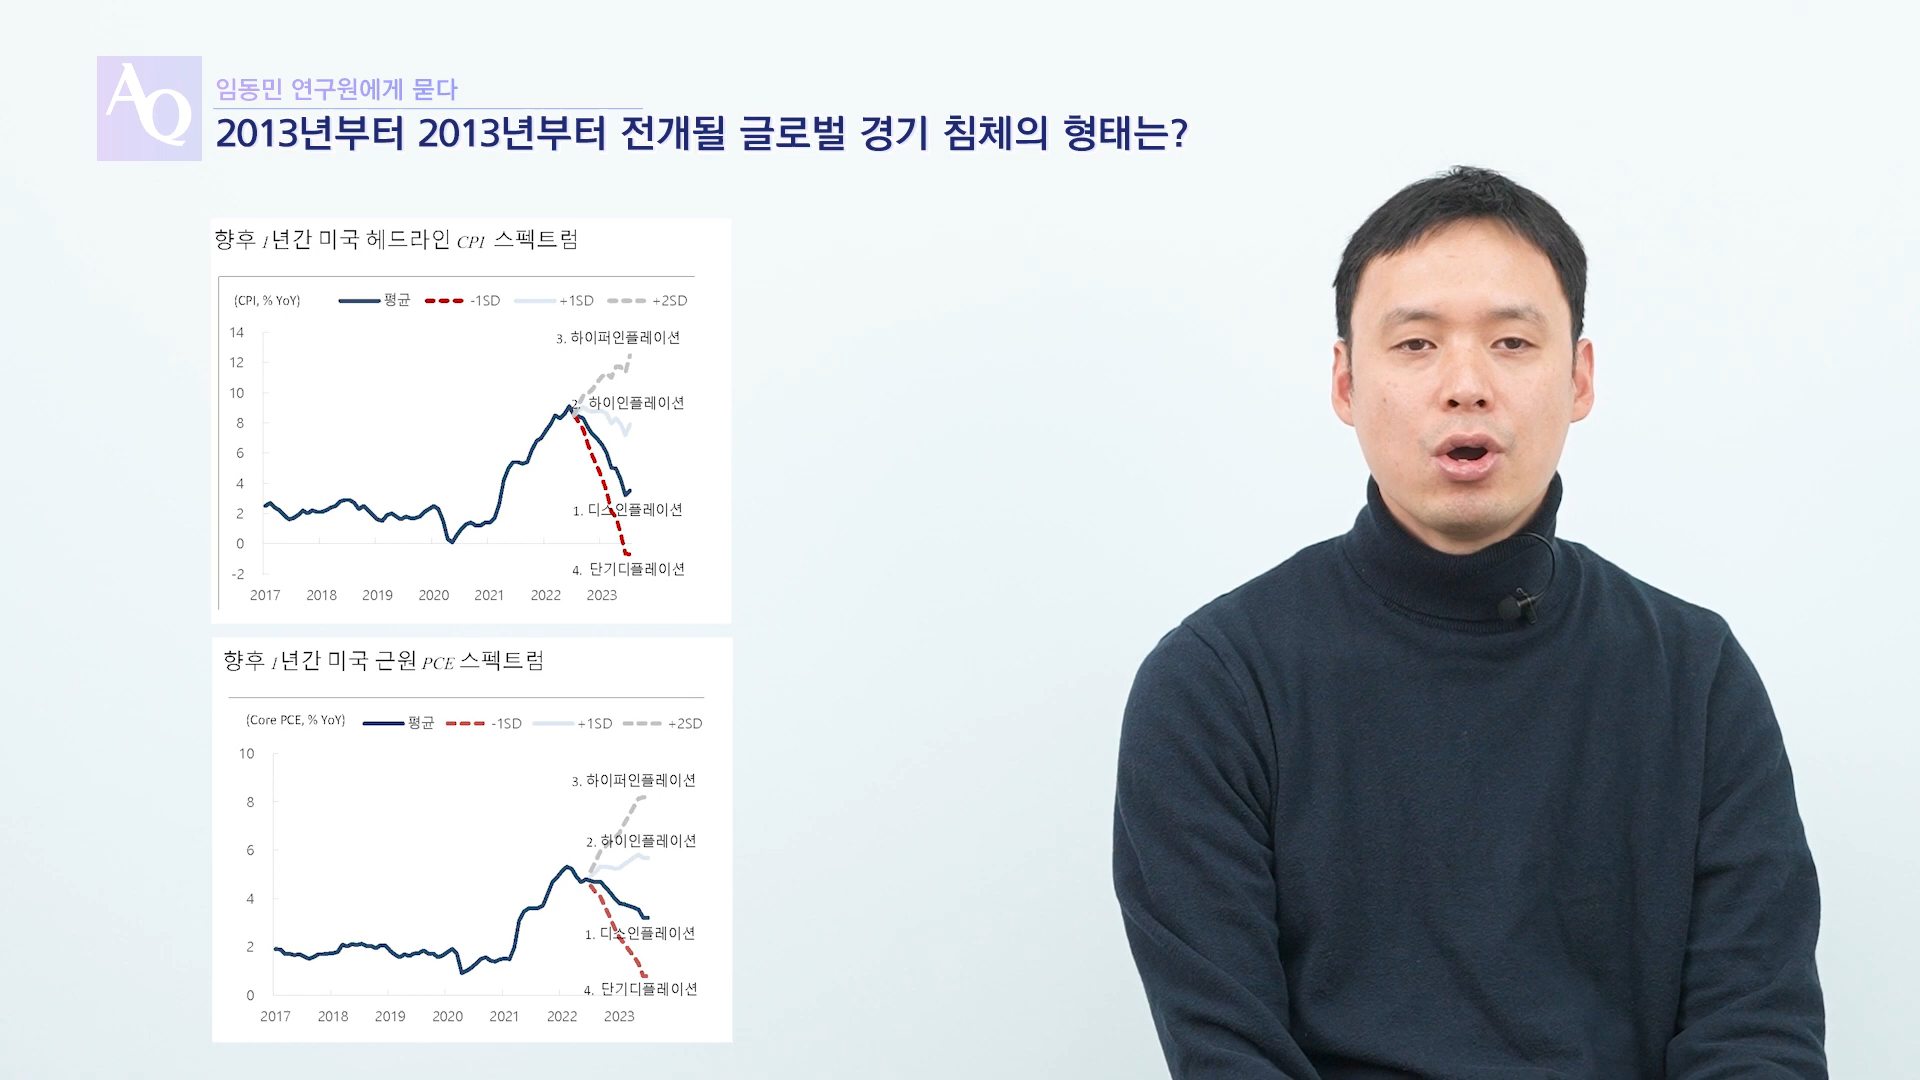 AQ
임동민 연구원에게 묻다
2013년부터 2013년부터 전개될 글로벌 경기 침체의 형태는?
향후 1년간 미국 헤드라인 CPI 스펙트럼
(CPI, % YoY) 평균 -1SD +1SD +2SD
14
12
10
8
6
4
2
0
-2
3. 하이퍼인플레이션
2. 하이인플레이션
1. 디스인플레이션
4. 단기디플레이션
2017 2018 2019 2020 2021 2022 2023
향후 1년간 미국 근원 PCE 스펙트럼
(Core PCE, % YoY) 평균 -1SD +1SD +2SD
10
8
6
4
2
0
3. 하이퍼인플레이션
2. 하이인플레이션
1. 디스인플레이션
4. 단기디플레이션
2017 2018 2019 2020 2021 2022 2023